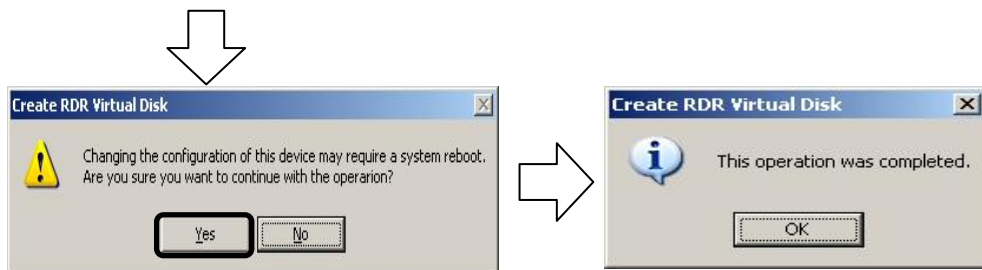 Create RDR Virtual Disk
Changing the configuration of this device may require a system reboot.
Are you sure you want to continue with the operarion?
Yes
No
Create RDR Virtual Disk
This operation was completed.
OK